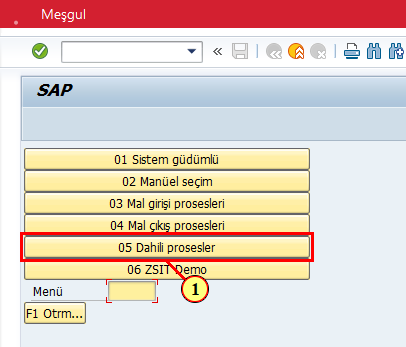 Meşgul
SAP
01 Sistem güdümlü
02 Manüel seçim
03 Mal girişi prosesleri
04 Mal çıkış prosesleri
05 Dahili prosesler
06 ZSIT Demo
1
Menü
F1 Otrm...